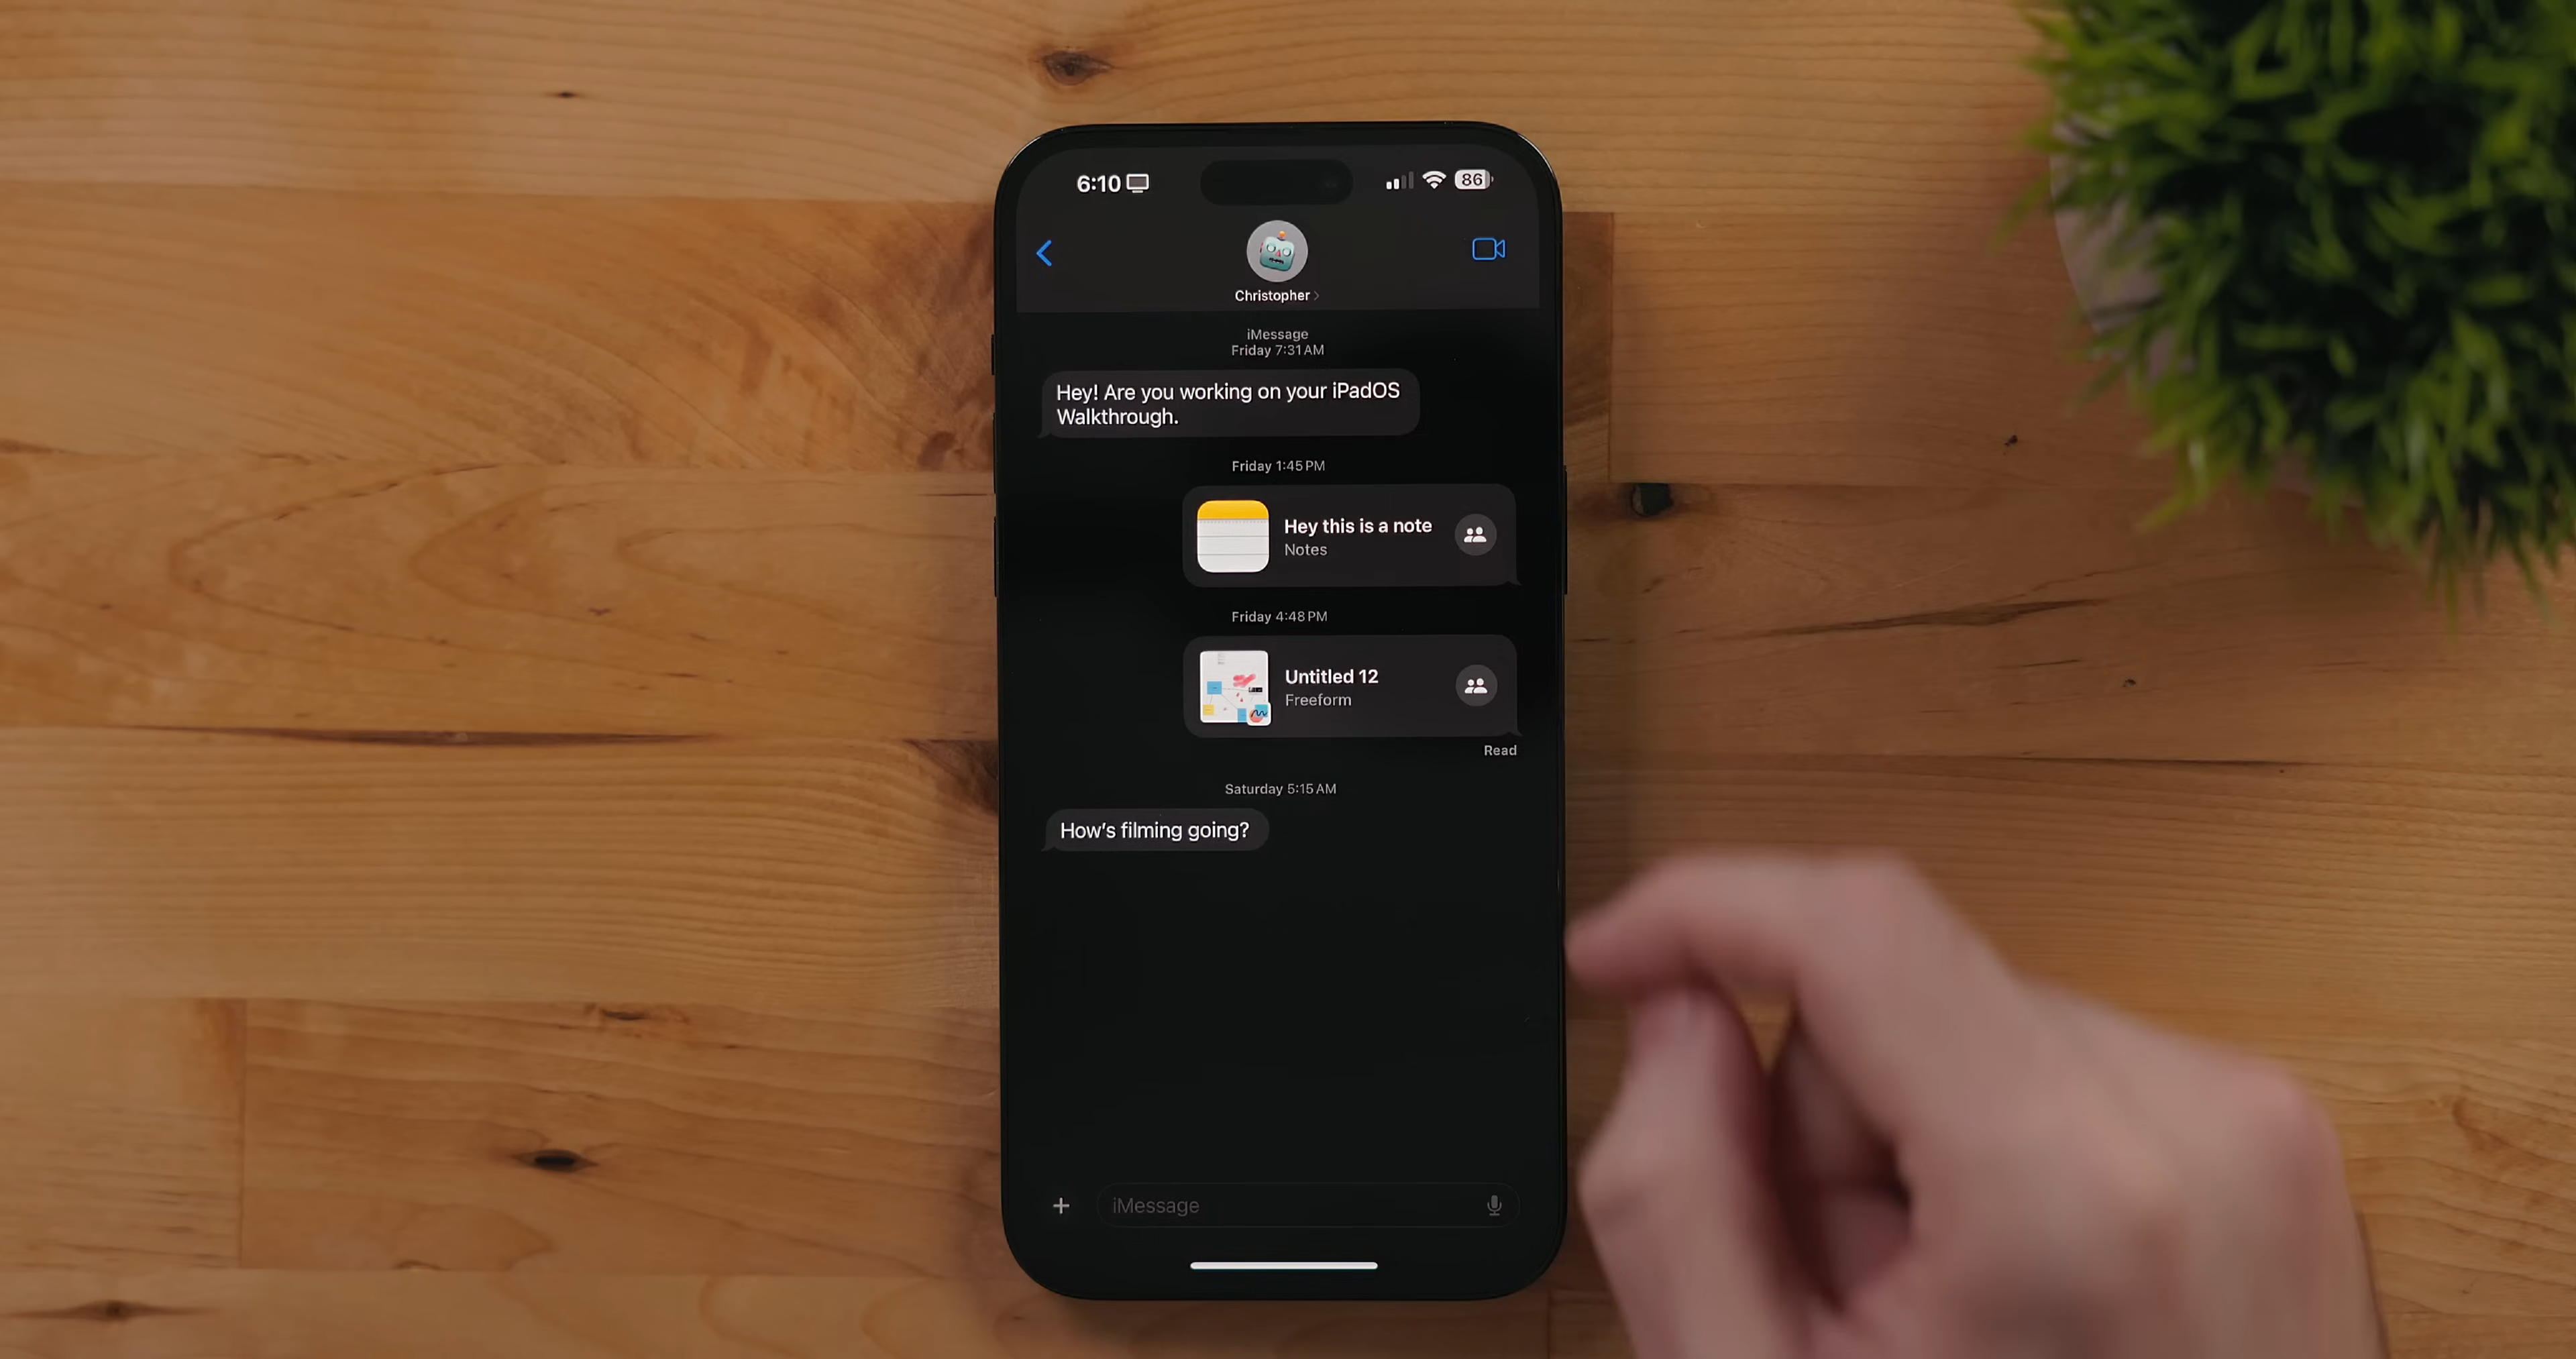 6:10
86
Christopher
iMessage
Friday 7:31 AM
Hey! Are you working on your iPadOS
Walkthrough.
Friday 1:45 PM
Hey this is a note
Notes
Friday 4:48 PM
Untitled 12
Freeform
Read
Saturday 5:15 AM
How's filming going?
iMessage